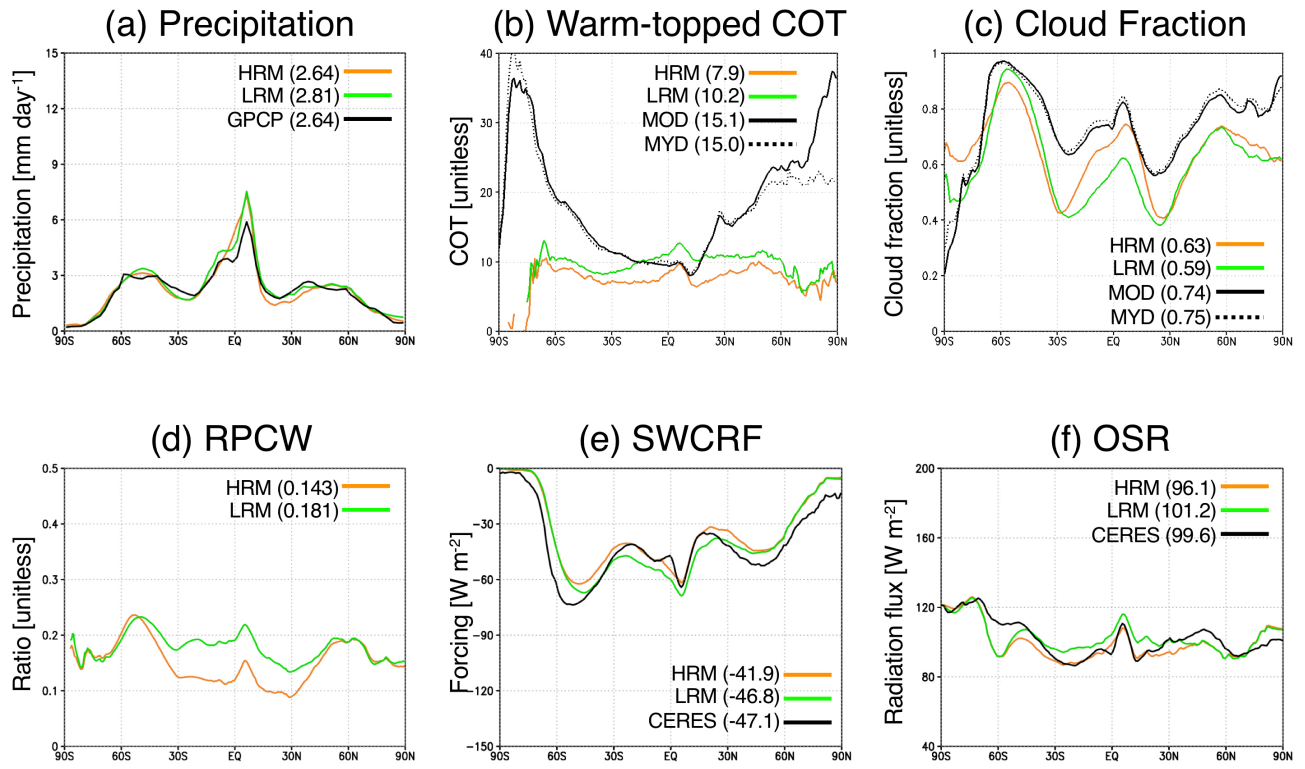 (a) Precipitation
Precipitation [mm day-1]
15
12
9
6
3
0
HRM (2.64)
LRM (2.81)
GPCP (2.64)
90S 60S 30S EQ 30N 60N 90N
(b) Warm-topped COT
COT [unitless]
40
30
20
10
0
HRM (7.9)
LRM (10.2)
MOD (15.1)
MYD (15.0)
90S 60S 30S EQ 30N 60N 90N
(c) Cloud Fraction
Cloud fraction [unitless]
1
0.8
0.6
0.4
0.2
0
HRM (0.63)
LRM (0.59)
MOD (0.74)
MYD (0.75)
90S 60S 30S EQ 30N 60N 90N
(d) RPCW
Ratio [unitless]
0.5
0.4
0.3
0.2
0.1
0
HRM (0.143)
LRM (0.181)
90S 60S 30S EQ 30N 60N 90N
(e) SWCRF
Forcing [W m-2]
0
-30
-60
-90
-120
-150
HRM (-41.9)
LRM (-46.8)
CERES (-47.1)
90S 60S 30S EQ 30N 60N 90N
(f) OSR
Radiation flux [W m-2]
200
160
120
80
40
HRM (96.1)
LRM (101.2)
CERES (99.6)
90S 60S 30S EQ 30N 60N 90N